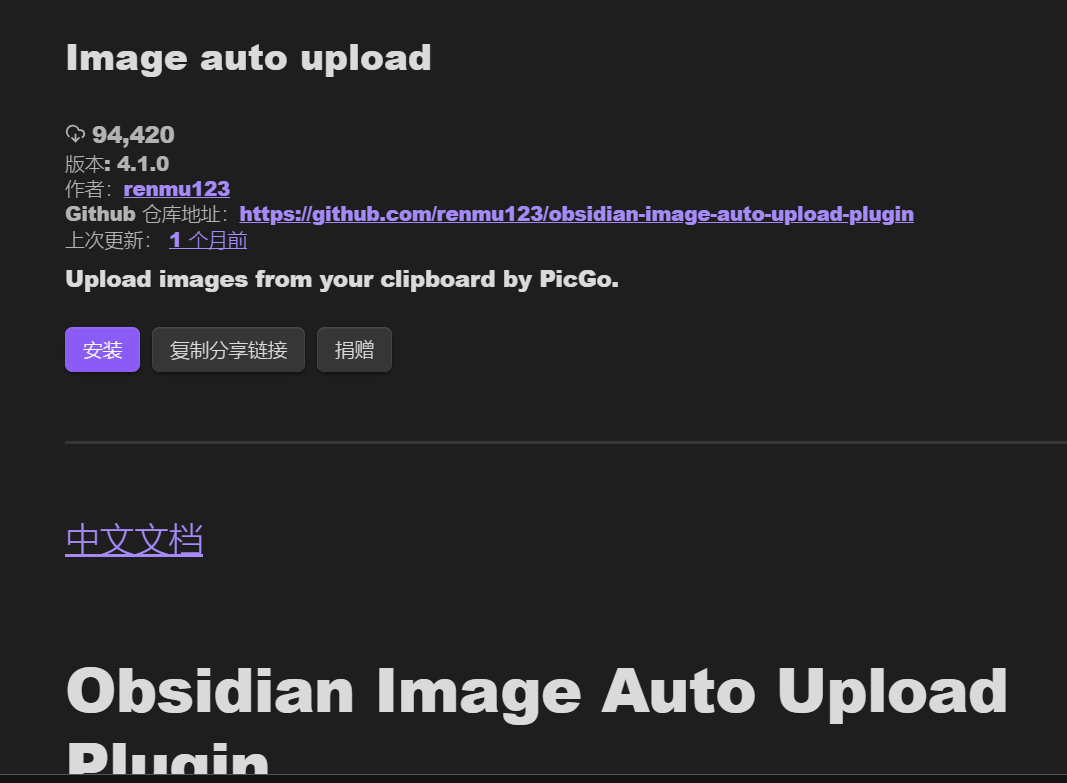 Image auto upload
94,420
版本: 4.1.0
作者：renmu123
Github 仓库地址：https://github.com/renmu123/obsidian-image-auto-upload-plugin
上次更新： 1 个月前
Upload images from your clipboard by PicGo.
安装 复制分享链接 捐赠
中文文档
Obsidian Image Auto Upload
Plugin